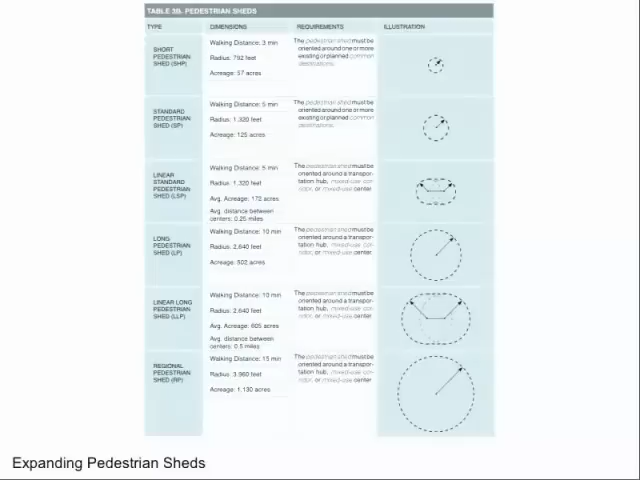 TABLE 3B. PEDESTRIAN SHEDS
TYPE
DIMENSIONS
REQUIREMENTS
ILLUSTRATION
SHORT
PEDESTRIAN
SHED (SHP)
Walking Distance: 3 min
Radius: 792 feet
Acreage: 57 acres
The pedestrian shed must be
oriented around one or more
existing or planned common
destinations.
STANDARD
PEDESTRIAN
SHED (SP)
Walking Distance: 5 min
Radius: 1,320 feet
Acreage: 125 acres
The pedestrian shed must be
oriented around one or more
existing or planned common
destinations.
LINEAR
STANDARD
PEDESTRIAN
SHED (LSP)
Walking Distance: 5 min
Radius: 1,320 feet
Avg. Acreage: 172 acres
Avg. distance between
centers: 0.25 miles
The pedestrian shed must be
oriented around a transpor-
tation hub, mixed-use cor-
ridor, or mixed-use center.
LONG
PEDESTRIAN
SHED (LP)
Walking Distance: 10 min
Radius: 2,640 feet
Acreage: 502 acres
The pedestrian shed must be
oriented around a transpor-
tation hub, mixed-use cor-
ridor, or mixed-use center.
LINEAR LONG
PEDESTRIAN
SHED (LLP)
Walking Distance: 10 min
Radius: 2,640 feet
Avg. Acreage: 605 acres
Avg. distance between
centers: 0.5 miles
The pedestrian shed must be
oriented around a transpor-
tation hub, mixed-use cor-
ridor, or mixed-use center.
REGIONAL
PEDESTRIAN
SHED (RP)
Walking Distance: 15 min
Radius: 3,960 feet
Acreage: 1,130 acres
The pedestrian shed must be
oriented around a transpor-
tation hub, mixed-use cor-
ridor, or mixed-use center.
Expanding Pedestrian Sheds